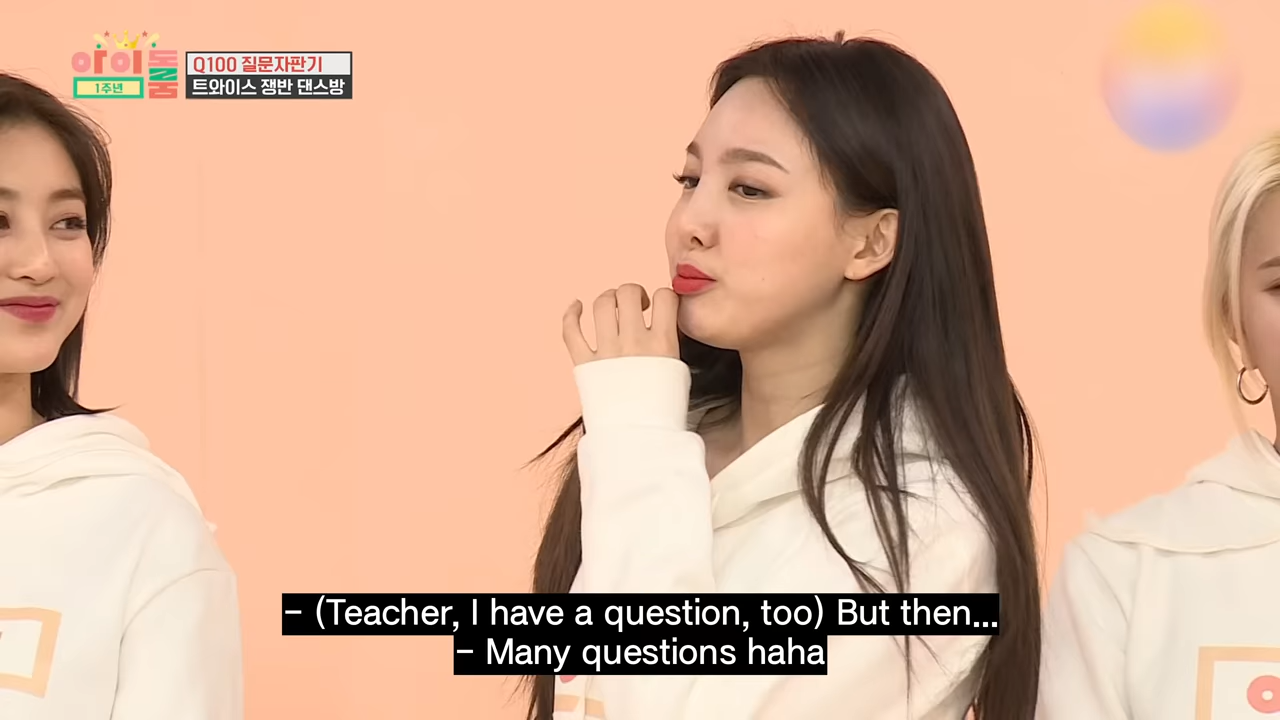 아이돌룸
1주년
Q100 질문자판기
트와이스 쟁반 댄스방
- (Teacher, I have a question, too) But then...
- Many questions haha